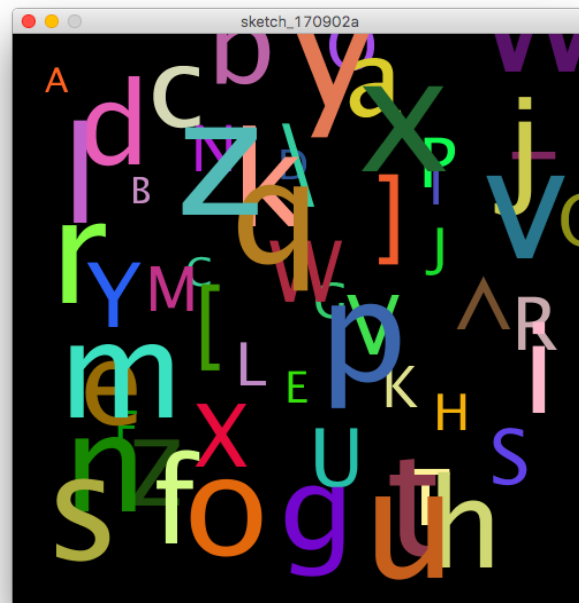 sketch_170902a
b y o w
A c a
d x j
l N z k \ D P T
B I v
q ] o
r W J
Y M C
[ G V p ^ R
m i
e L E K
F X H
n Z U S
s f o g t T h
u